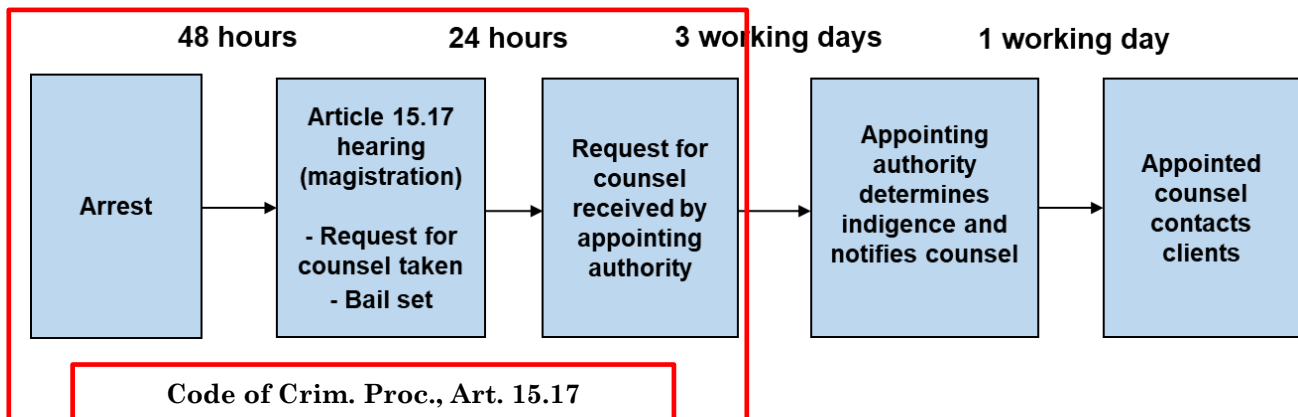 48 hours
24 hours
3 working days
1 working day
Arrest
Article 15.17
hearing
(magistration)
- Request for
counsel taken
- Bail set
Request for
counsel
received by
appointing
authority
Appointing
authority
determines
indigence and
notifies counsel
Appointed
counsel
contacts
clients
Code of Crim. Proc., Art. 15.17